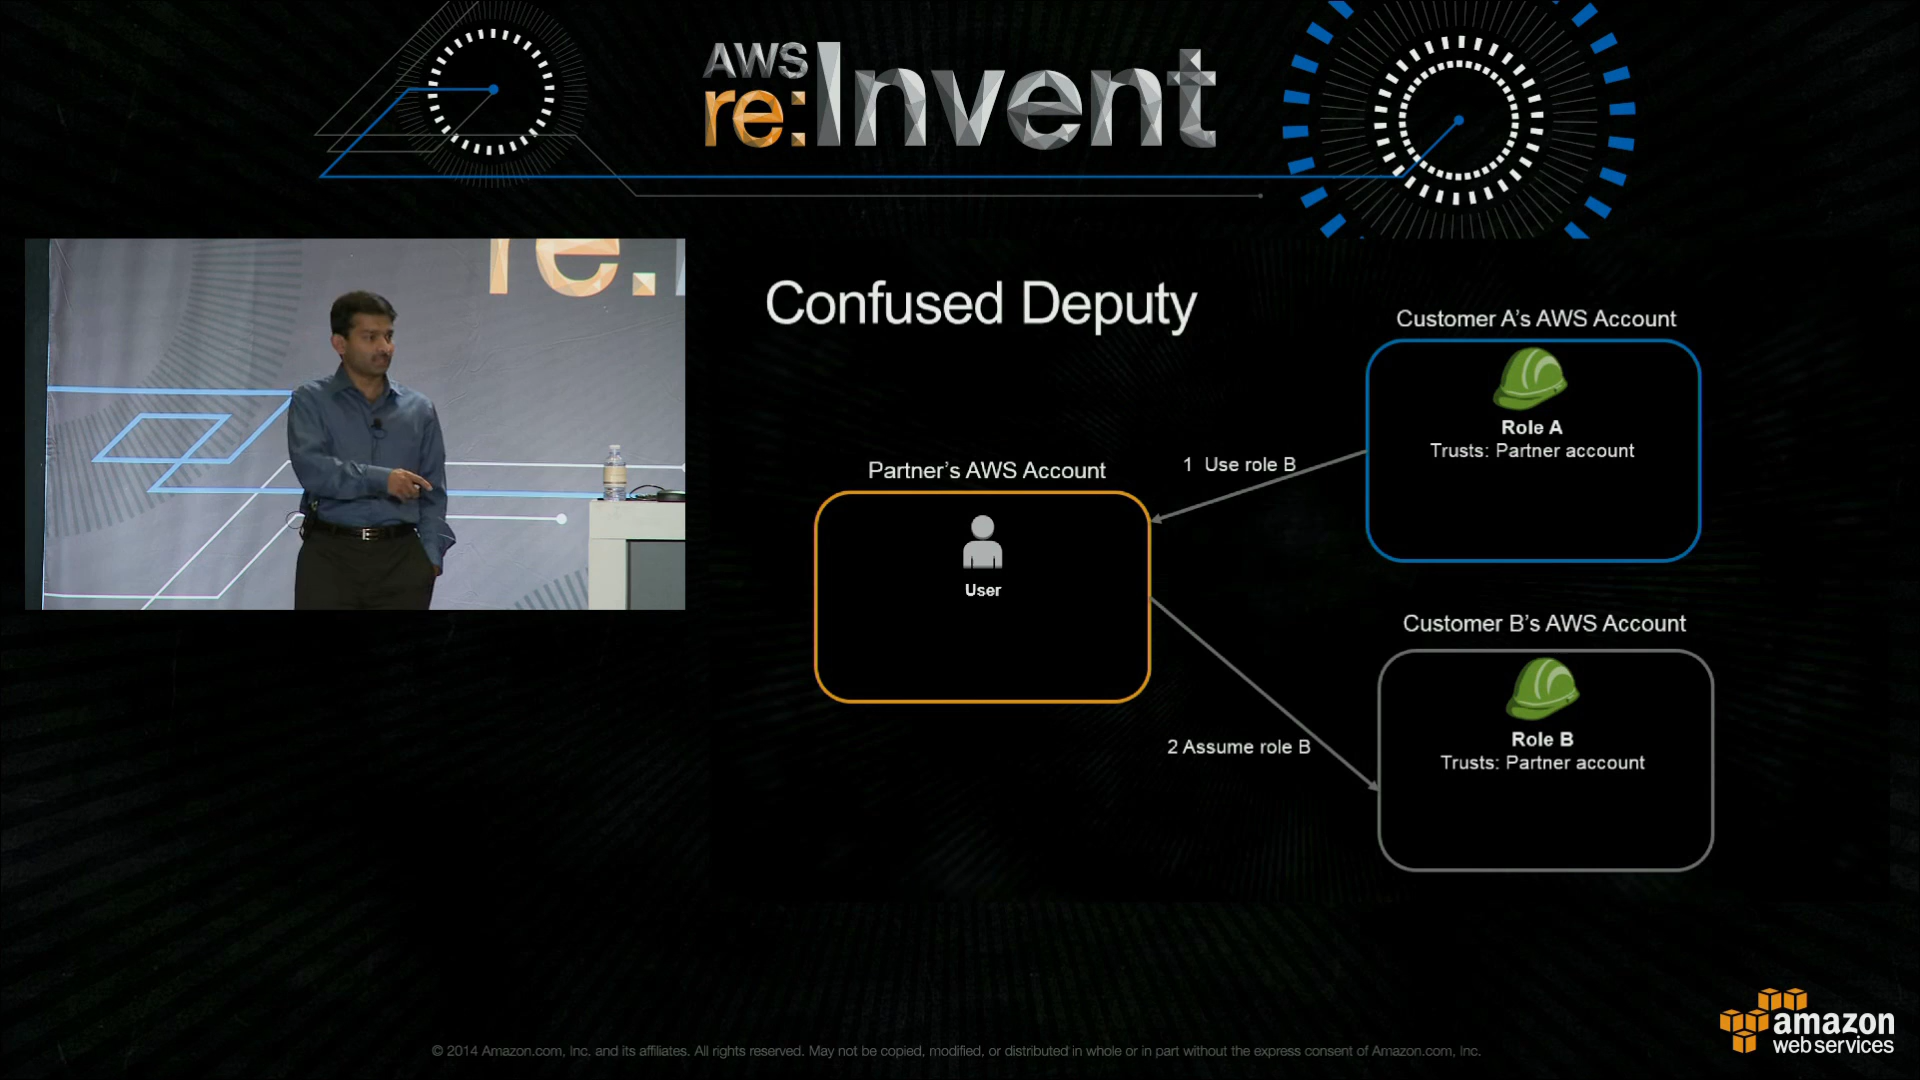 AWS
re:Invent
re:
Confused Deputy
Customer A's AWS Account
Role A
Trusts: Partner account
1 Use role B
Partner's AWS Account
User
Customer B's AWS Account
Role B
Trusts: Partner account
2 Assume role B
amazon
web services
© 2014 Amazon.com, Inc. and its affiliates. All rights reserved. May not be copied, modified, or distributed in whole or in part without the express consent of Amazon.com, Inc.